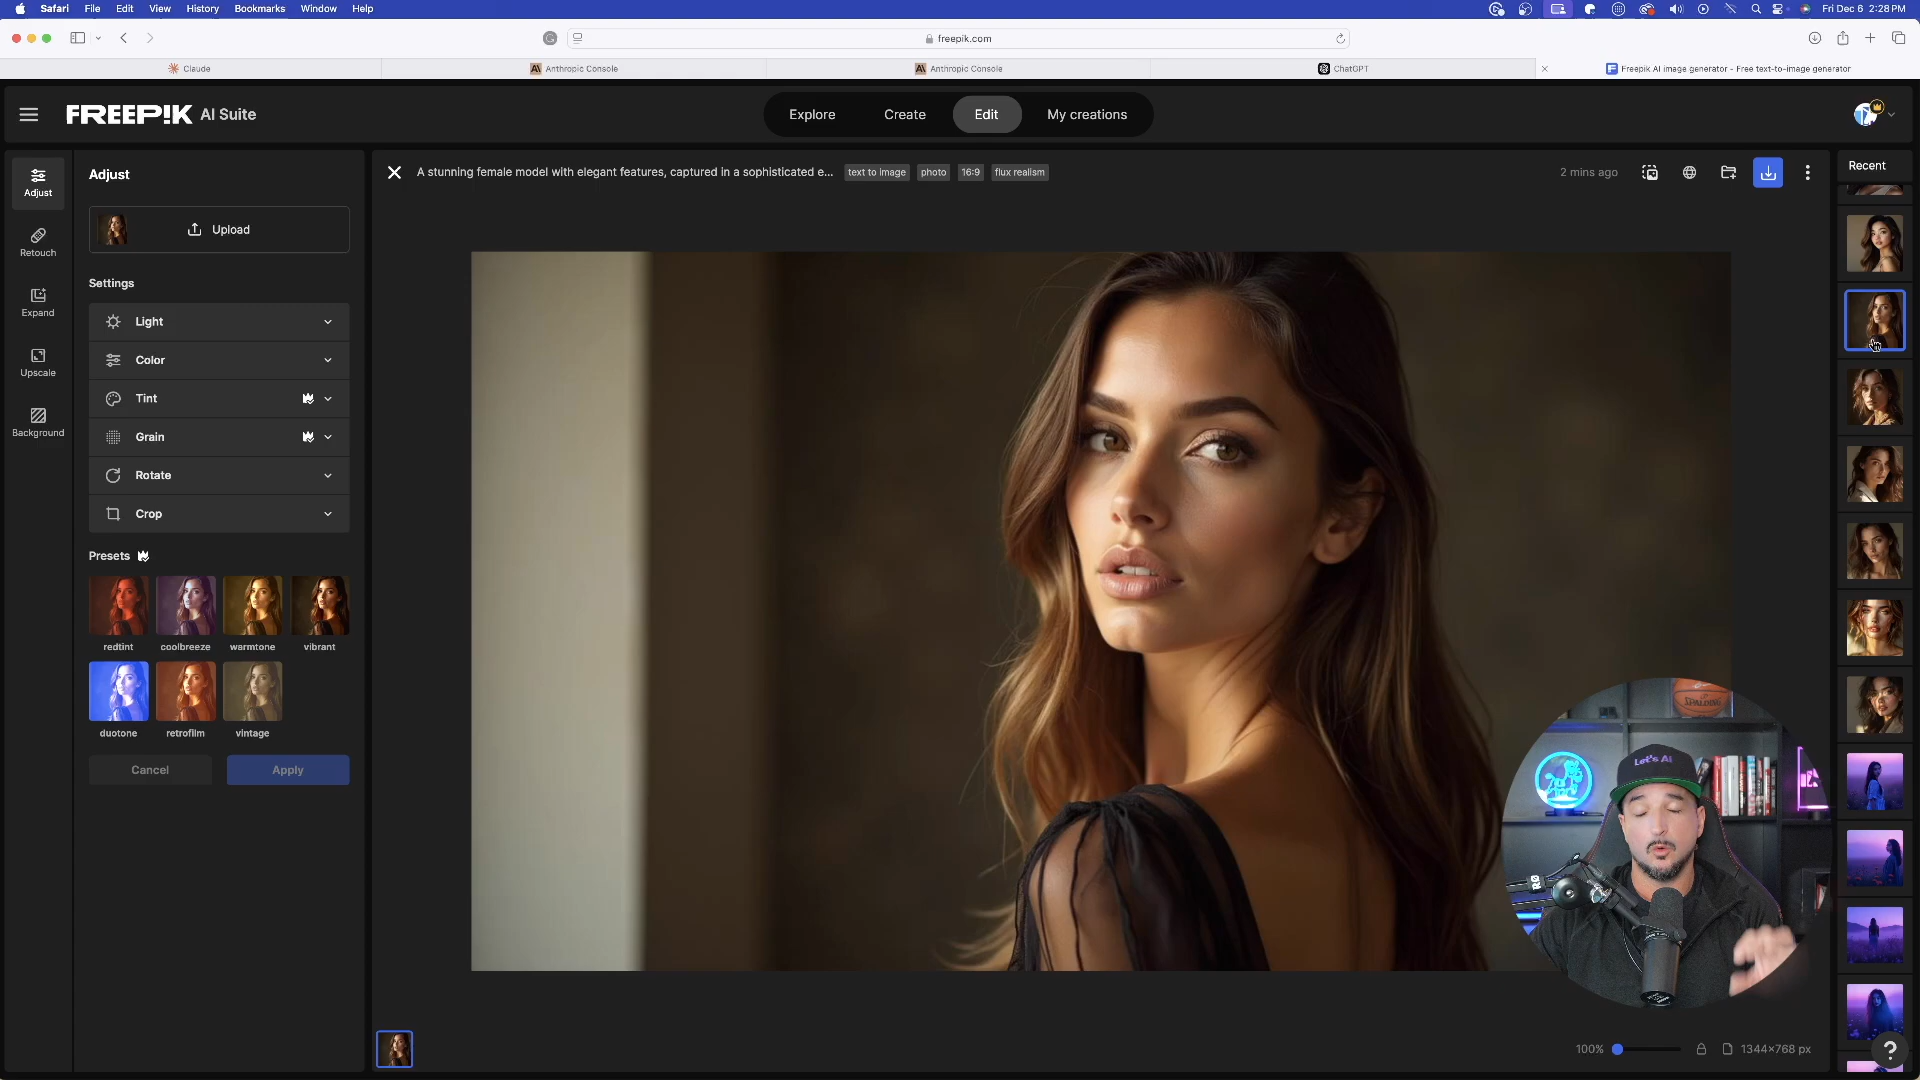 Safari File Edit View History Bookmarks Window Help
Fri Dec 6 2:28 PM
freepik.com
Claude
Anthropic Console
Anthropic Console
ChatGPT
Freepik AI image generator - Free text-to-image generator
FREEP!K AI Suite
Explore Create Edit My creations
Adjust
Retouch
Expand
Upscale
Background
Adjust
Upload
Settings
Light
Color
Tint
Grain
Rotate
Crop
Presets
redtint coolbreeze warmtone vibrant
duotone retrofilm vintage
Cancel Apply
A stunning female model with elegant features, captured in a sophisticated e... text to image photo 16:9 flux realism
2 mins ago
Recent
SPALDING
Let's AI
100%
1344×768 px
?